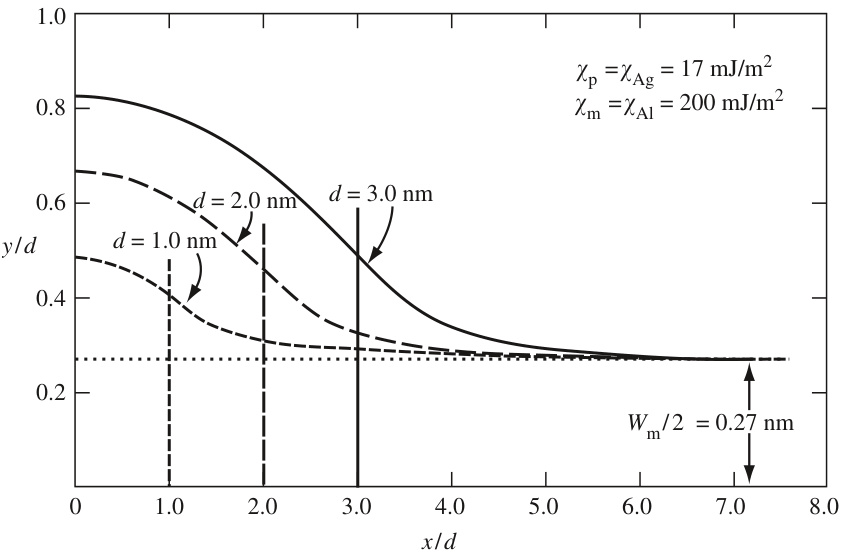 1.0
χp =χAg = 17 mJ/m2
χm =χAl = 200 mJ/m2
0.8
d = 2.0 nm
d = 3.0 nm
0.6
d = 1.0 nm
y/d
0.4
0.2
Wm/2 = 0.27 nm
0 1.0 2.0 3.0 4.0 5.0 6.0 7.0 8.0
x/d